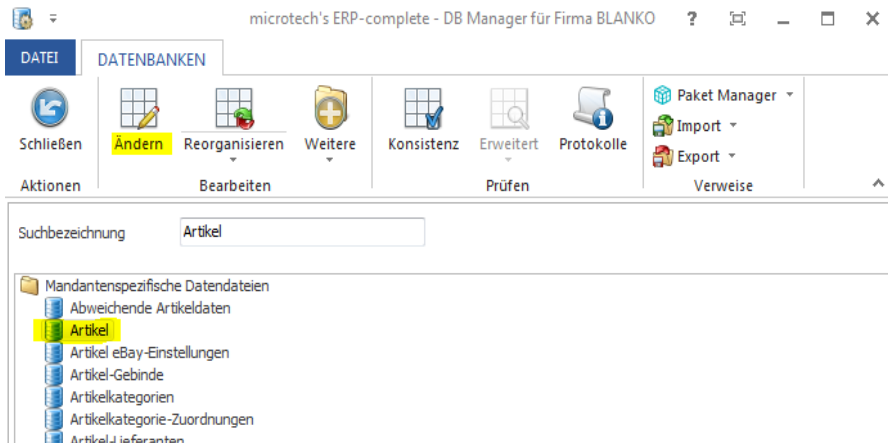 microtech's ERP-complete - DB Manager für Firma BLANKO
DATEI DATENBANKEN
Schließen Ändern Reorganisieren Weitere Konsistenz Erweitert Protokolle
Paket Manager
Import
Export
Aktionen Bearbeiten Prüfen Verweise
Suchbezeichnung Artikel
Mandantenspezifische Datendateien
Abweichende Artikeldaten
Artikel
Artikel eBay-Einstellungen
Artikel-Gebinde
Artikelkategorien
Artikelkategorie-Zuordnungen
Artikel-Lieferanten